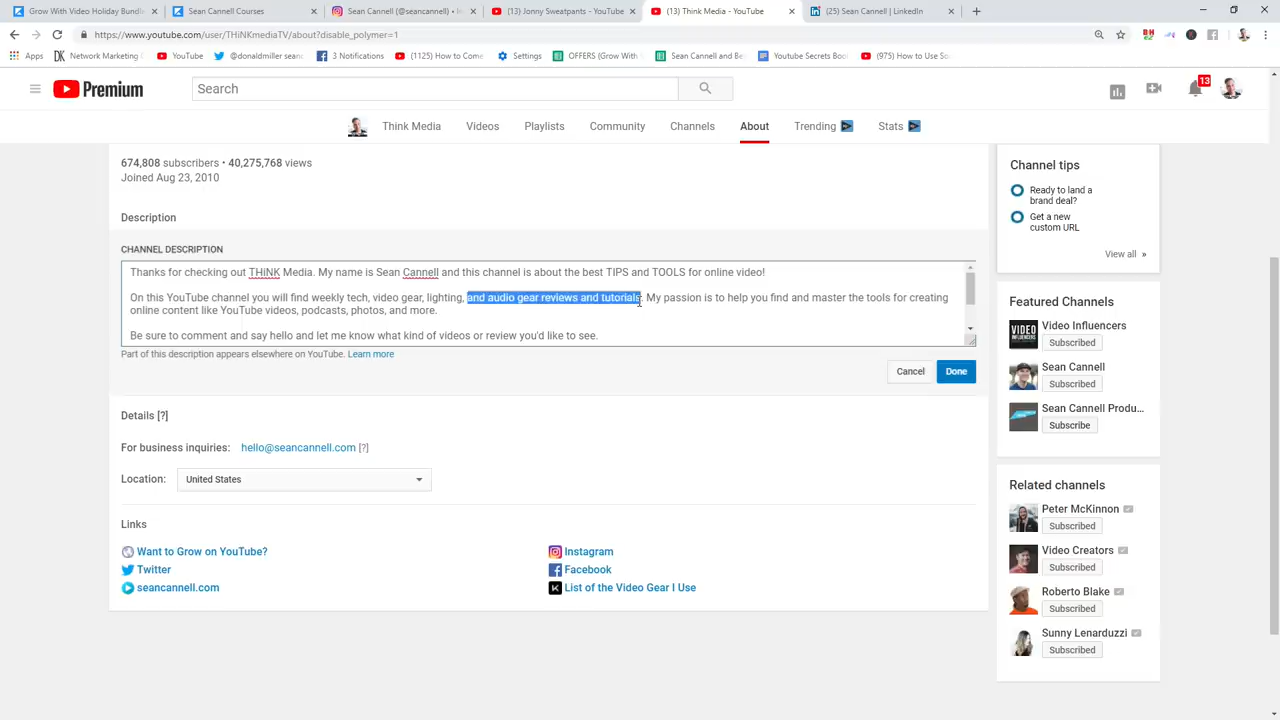 Grow With Video Holiday Bundl
Sean Cannell Courses
Sean Cannell (@seancannell) •
(13) Jonny Sweatpants - YouTube
(13) Think Media - YouTube
(25) Sean Cannell | LinkedIn
https://www.youtube.com/user/THiNKmediaTV/about?disable_polymer=1
Apps
Network Marketing
YouTube
@donaldmiller seanc
3 Notifications
(1125) How to Come
Settings
OFFERS (Grow With
Sean Cannell and Be
Youtube Secrets Boo
(975) How to Use So
Premium
Search
13
Think Media
Videos
Playlists
Community
Channels
About
Trending
Stats
674,808 subscribers • 40,275,768 views
Joined Aug 23, 2010
Description
CHANNEL DESCRIPTION
Thanks for checking out THiNK Media. My name is Sean Cannell and this channel is about the best TIPS and TOOLS for online video!
On this YouTube channel you will find weekly tech, video gear, lighting, and audio gear reviews and tutorials. My passion is to help you find and master the tools for creating
online content like YouTube videos, podcasts, photos, and more.
Be sure to comment and say hello and let me know what kind of videos or review you'd like to see.
Part of this description appears elsewhere on YouTube. Learn more
Cancel
Done
Details [?]
For business inquiries: hello@seancannell.com [?]
Location: United States
Links
Want to Grow on YouTube?
Instagram
Twitter
Facebook
seancannell.com
List of the Video Gear I Use
Channel tips
Ready to land a
brand deal?
Get a new
custom URL
View all »
Featured Channels
VIDEO
Video Influencers
Subscribed
Sean Cannell
Subscribed
Sean Cannell Produ...
Subscribe
Related channels
Peter McKinnon
Subscribed
Video Creators
Subscribed
Roberto Blake
Subscribed
Sunny Lenarduzzi
Subscribed